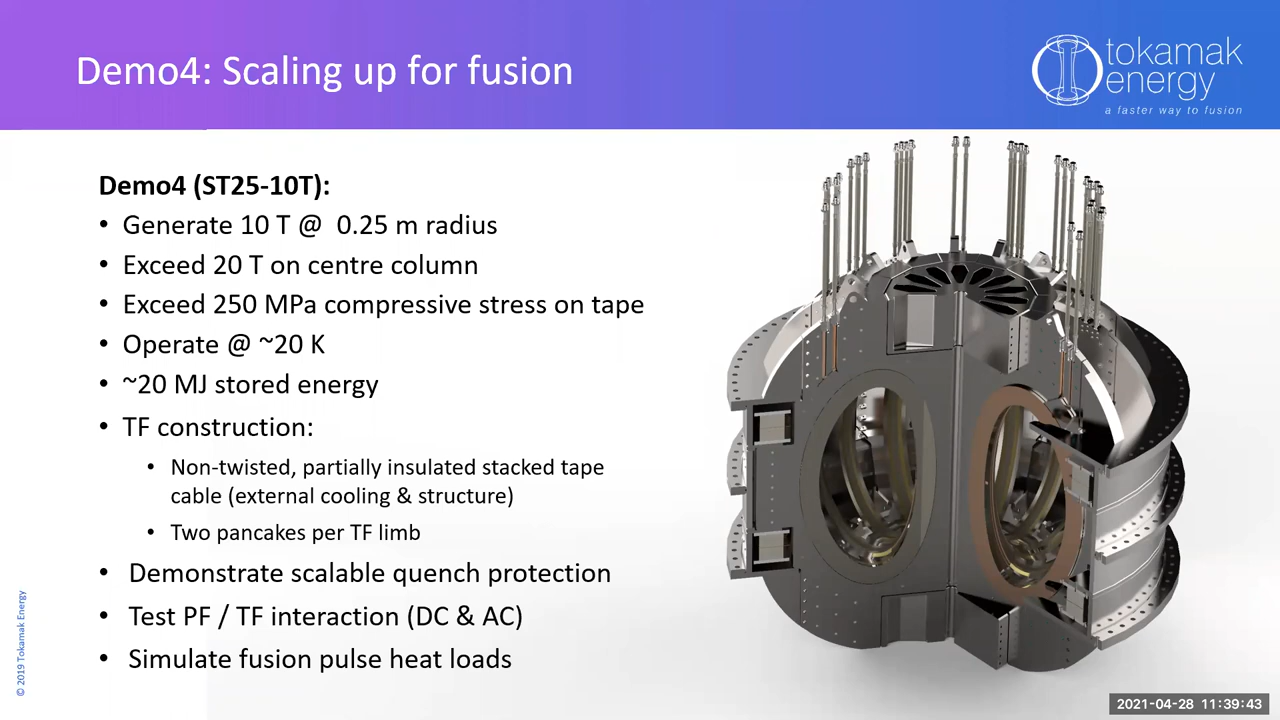 Demo4: Scaling up for fusion
tokamak
energy
a faster way to fusion
Demo4 (ST25-10T):
• Generate 10 T @ 0.25 m radius
• Exceed 20 T on centre column
• Exceed 250 MPa compressive stress on tape
• Operate @ ~20 K
• ~20 MJ stored energy
• TF construction:
• Non-twisted, partially insulated stacked tape
cable (external cooling & structure)
• Two pancakes per TF limb
• Demonstrate scalable quench protection
• Test PF / TF interaction (DC & AC)
• Simulate fusion pulse heat loads
© 2019 Tokamak Energy
2021-04-28 11:39:43